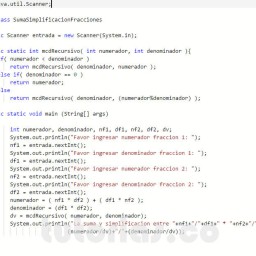 va.util.Scanner;
ass SumaSimplificacionFracciones
c Scanner entrada = new Scanner(System.in);
c static int mcdRecursivo( int numerador, int denominador ){
f( numerador < denominador )
return mcdRecursivo( denominador, numerador );
lse if( denominador == 0 )
return numerador;
lse
return mcdRecursivo( denominador, (numerador%denominador) );
c static void main (String[] args)
int numerador, denominador, nf1, df1, nf2, df2, dv;
System.out.println("Favor ingresar numerador fraccion 1: ");
nf1 = entrada.nextInt();
System.out.println("Favor ingresar denominador fraccion 1: ");
df1 = entrada.nextInt();
System.out.println("Favor ingresar numerador fraccion 2: ");
nf2 = entrada.nextInt();
System.out.println("Favor ingresar denominador fraccion 2: ");
df2 = entrada.nextInt();
numerador = ( nf1 * df2 ) + ( df1 * nf2 );
denominador = (df1 * df2);
dv = mcdRecursivo( numerador, denominador);
System.out.println("La suma y simplificacion entre "+nf1+"/"+df1+" * "+nf2+"/"
(numerador/dv)+"/"+(denominador/dv));